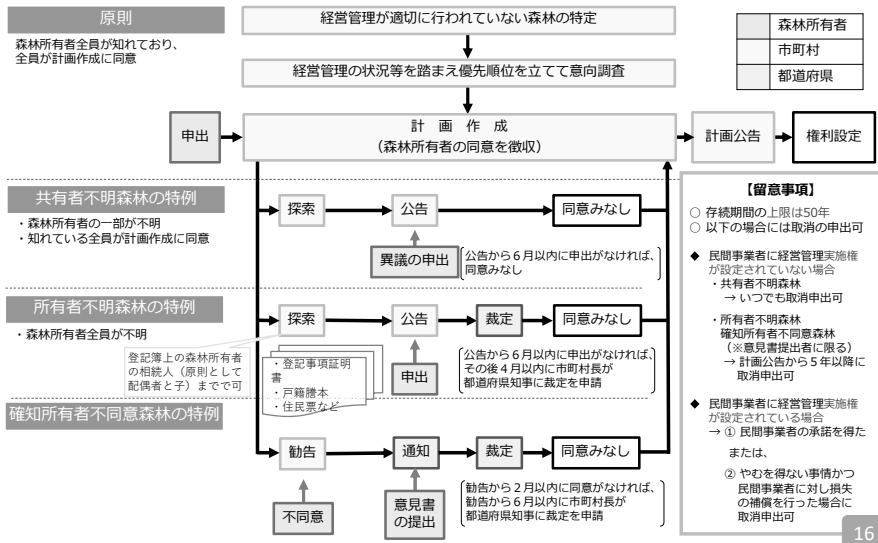 原則
森林所有者全員が知れており、
全員が計画作成に同意
経営管理が適切に行われていない森林の特定
経営管理の状況等を踏まえ優先順位を立てて意向調査
申出
計 画 作 成
（森林所有者の同意を徴収）
計画公告
権利設定
森林所有者
市町村
都道府県
共有者不明森林の特例
・森林所有者の一部が不明
・知れている全員が計画作成に同意
探索
公告
同意みなし
異議の申出
公告から６月以内に申出がなければ、
同意みなし
所有者不明森林の特例
・森林所有者全員が不明
探索
公告
裁定
同意みなし
登記簿上の森林所有者
の相続人（原則として
配偶者と子）までで可
・登記事項証明
書
・戸籍謄本
・住民票など
申出
公告から６月以内に申出がなければ、
その後４月以内に市町村長が
都道府県知事に裁定を申請
確知所有者不同意森林の特例
勧告
通知
裁定
同意みなし
不同意
意見書
の提出
勧告から２月以内に同意がなければ、
勧告から６月以内に市町村長が
都道府県知事に裁定を申請
【留意事項】
○ 存続期間の上限は50年
○ 以下の場合には取消の申出可
◆ 民間事業者に経営管理実施権
が設定されていない場合
・共有者不明森林
→ いつでも取消申出可
・所有者不明森林
確知所有者不同意森林
（※意見書提出者に限る）
→ 計画公告から５年以降に
取消申出可
◆ 民間事業者に経営管理実施権
が設定されている場合
→ ① 民間事業者の承諾を得た
または、
② やむを得ない事情かつ
民間事業者に対し損失
の補償を行った場合に
取消申出可
16